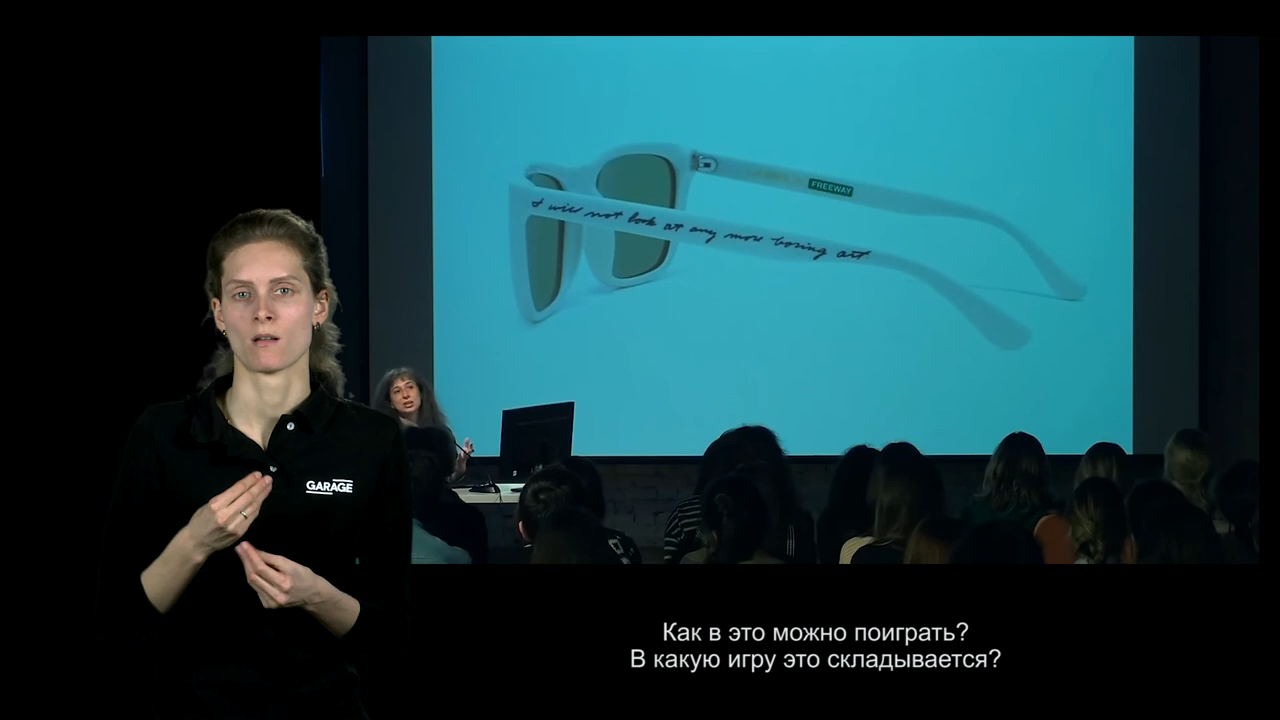 FREEWAY
I will not look at any more boring art
GARAGE
Как в это можно поиграть?
В какую игру это складывается?